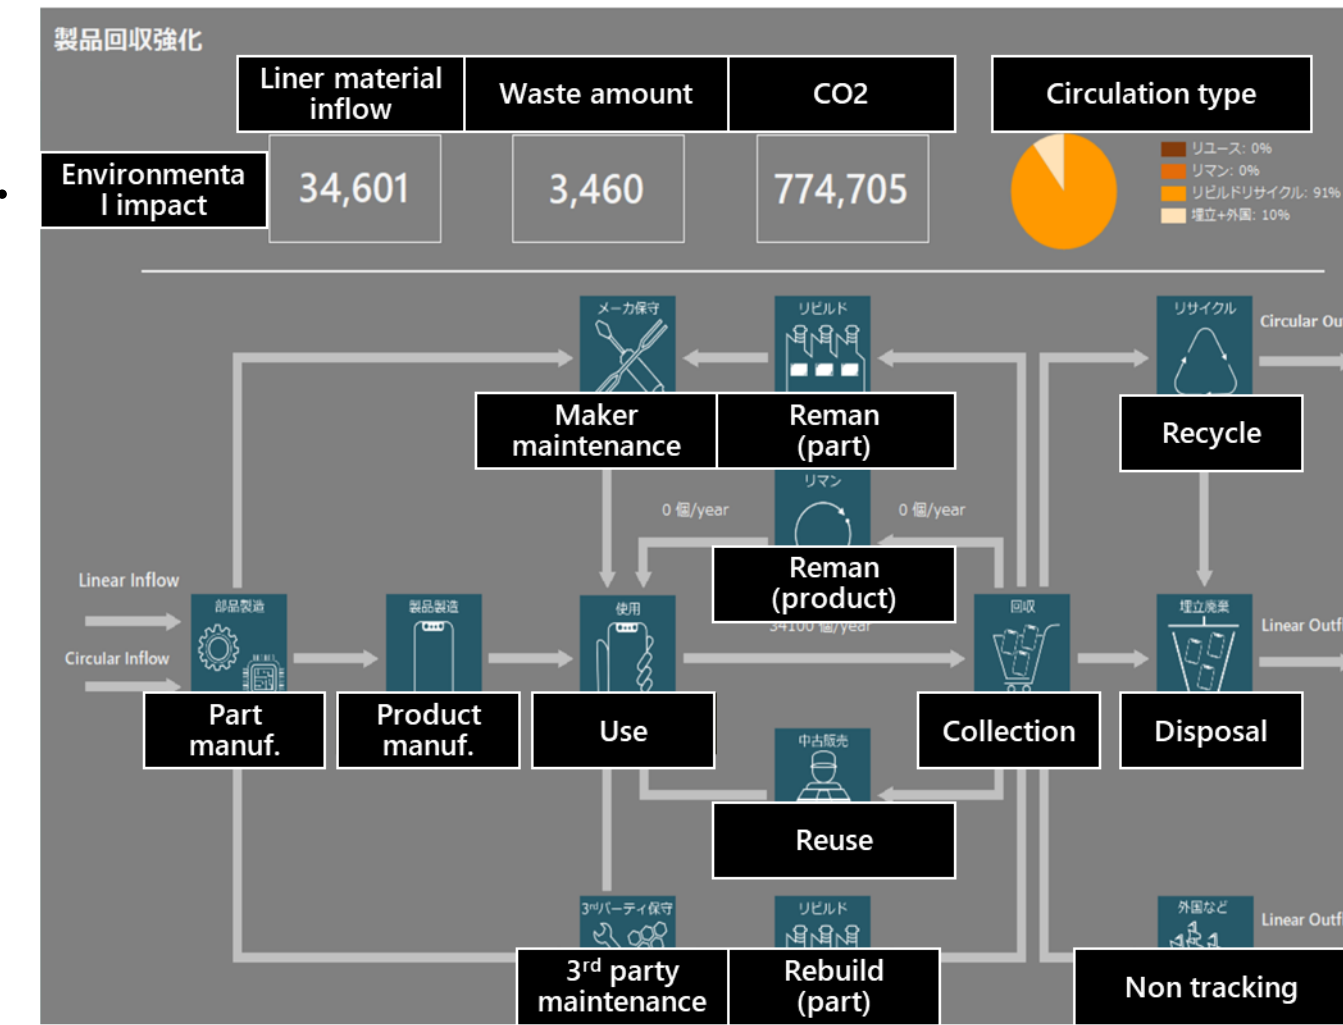 製品回収強化
Liner material
inflow
Waste amount
CO2
Circulation type
Environmenta
l impact
34,601
3,460
774,705
リユース: 0%
リマン: 0%
リビルドリサイクル: 91%
埋立+外国: 10%
メーカ保守
リビルド
リサイクル
Circular Ou
Maker
maintenance
Reman
(part)
Recycle
リマン
0 個/year
0 個/year
Reman
(product)
34100 個/year
Linear Inflow
Circular Inflow
部品製造
製品製造
使用
回収
埋立廃棄
Linear Outf
Part
manuf.
Product
manuf.
Use
Collection
Disposal
中古販売
Reuse
3rdパーティ保守
リビルド
外国など
Linear Outf
3rd party
maintenance
Rebuild
(part)
Non tracking